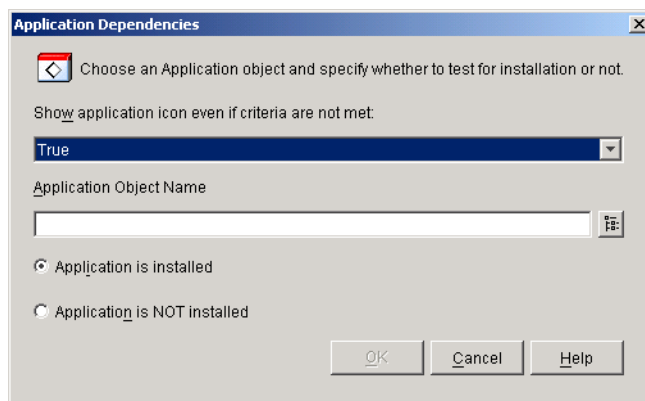 Application Dependencies
Choose an Application object and specify whether to test for installation or not.
Show application icon even if criteria are not met:
True
Application Object Name
Application is installed
Application is NOT installed
OK
Cancel
Help